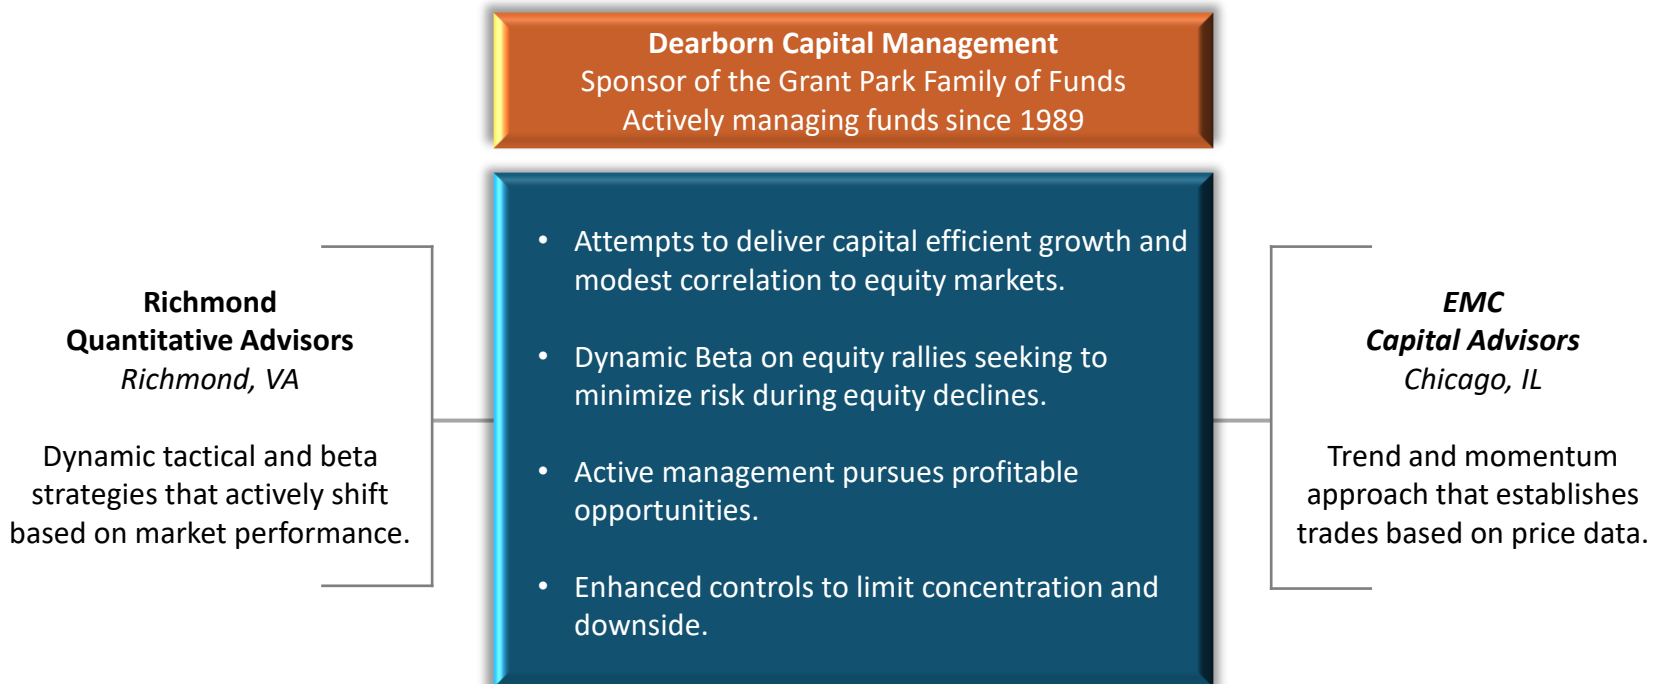 Dearborn Capital Management
Sponsor of the Grant Park Family of Funds
Actively managing funds since 1989
Richmond
Quantitative Advisors
Richmond, VA
Dynamic tactical and beta
strategies that actively shift
based on market performance.
• Attempts to deliver capital efficient growth and
modest correlation to equity markets.
• Dynamic Beta on equity rallies seeking to
minimize risk during equity declines.
• Active management pursues profitable
opportunities.
• Enhanced controls to limit concentration and
downside.
EMC
Capital Advisors
Chicago, IL
Trend and momentum
approach that establishes
trades based on price data.